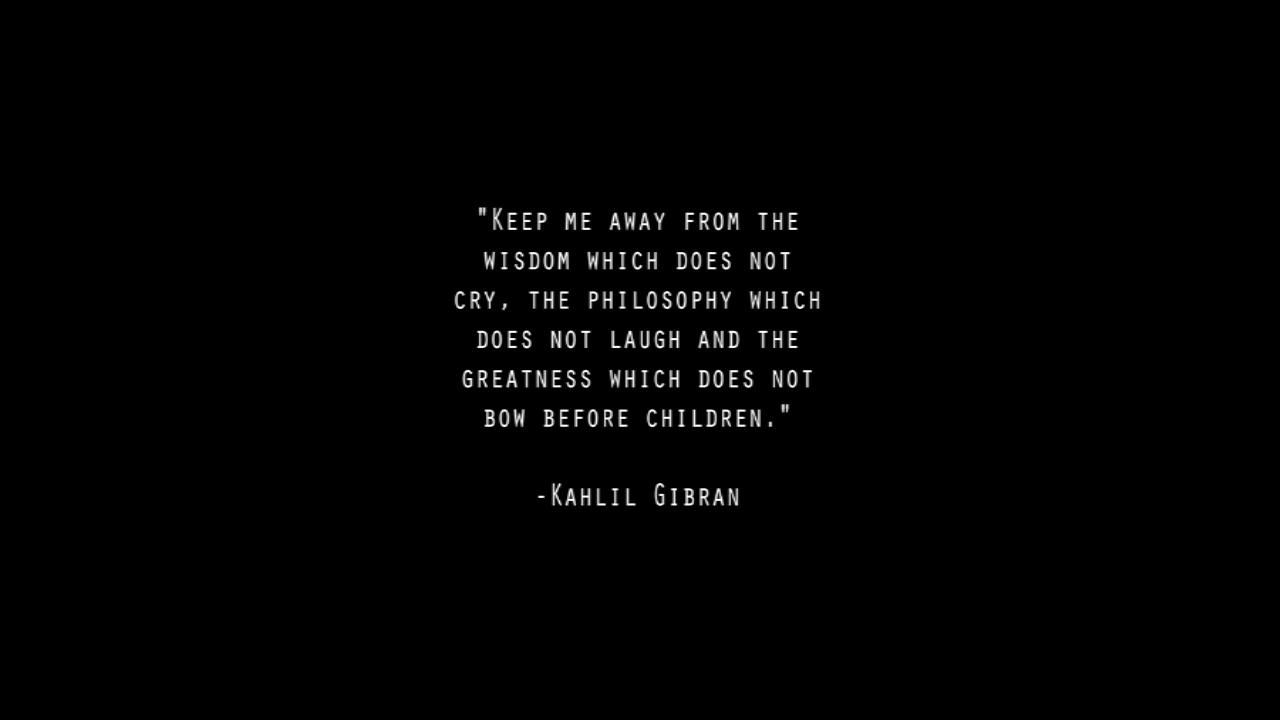 "Keep me away from the
wisdom which does not
cry, the philosophy which
does not laugh and the
greatness which does not
bow before children."
-Kahlil Gibran